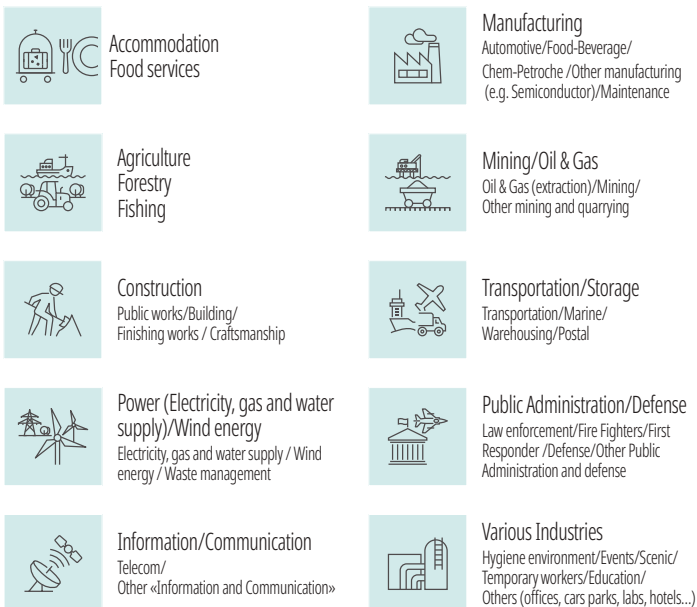 Accommodation
Food services
Manufacturing
Automotive/Food-Beverage/
Chem-Petroche /Other manufacturing
(e.g. Semiconductor)/Maintenance
Agriculture
Forestry
Fishing
Mining/Oil & Gas
Oil & Gas (extraction)/Mining/
Other mining and quarrying
Construction
Public works/Building/
Finishing works / Craftsmanship
Transportation/Storage
Transportation/Marine/
Warehousing/Postal
Power (Electricity, gas and water
supply)/Wind energy
Electricity, gas and water supply / Wind
energy / Waste management
Public Administration/Defense
Law enforcement/Fire Fighters/First
Responder /Defense/Other Public
Administration and defense
Information/Communication
Telecom/
Other «Information and Communication»
Various Industries
Hygiene environment/Events/Scenic/
Temporary workers/Education/
Others (offices, cars parks, labs, hotels...)